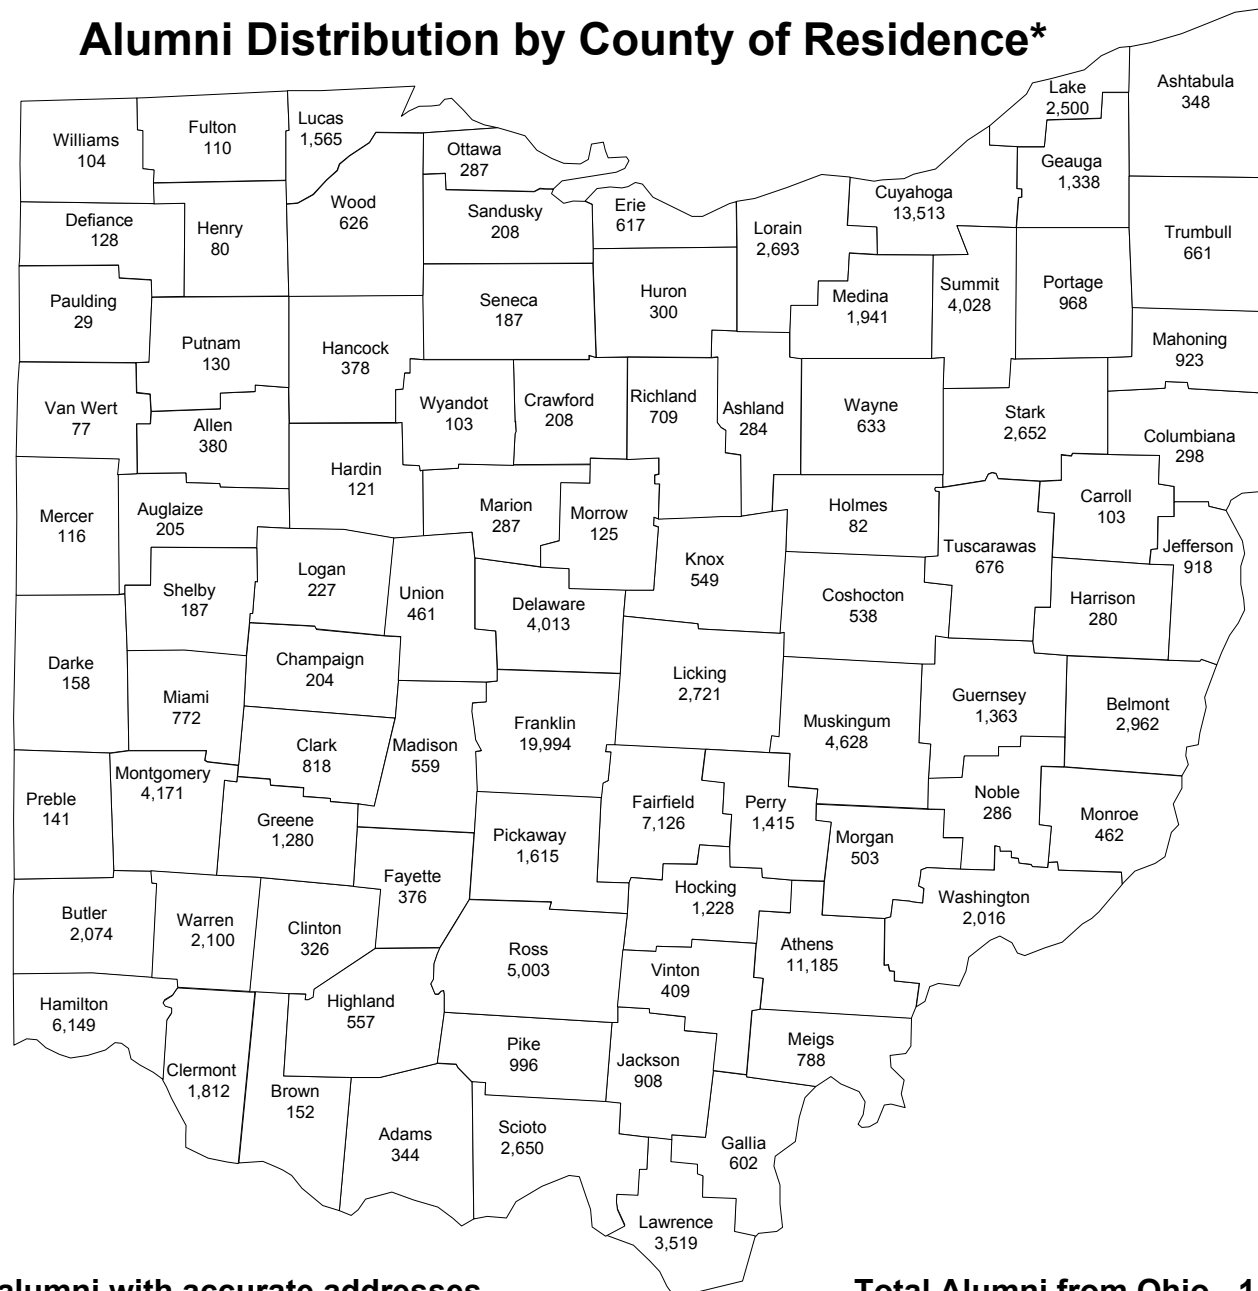 Alumni Distribution by County of Residence*
Williams
104
Fulton
110
Lucas
1,565
Ottawa
287
Lake
2,500
Ashtabula
348
Geauga
1,338
Cuyahoga
13,513
Defiance
128
Henry
80
Wood
626
Sandusky
208
Erie
617
Lorain
2,693
Trumbull
661
Paulding
29
Putnam
130
Hancock
378
Seneca
187
Huron
300
Medina
1,941
Summit
4,028
Portage
968
Mahoning
923
Van Wert
77
Allen
380
Wyandot
103
Crawford
208
Richland
709
Ashland
284
Wayne
633
Stark
2,652
Columbiana
298
Mercer
116
Auglaize
205
Hardin
121
Marion
287
Morrow
125
Holmes
82
Carroll
103
Tuscarawas
676
Jefferson
918
Knox
549
Shelby
187
Logan
227
Union
461
Delaware
4,013
Coshocton
538
Harrison
280
Darke
158
Miami
772
Champaign
204
Licking
2,721
Guernsey
1,363
Belmont
2,962
Clark
818
Madison
559
Franklin
19,994
Muskingum
4,628
Preble
141
Montgomery
4,171
Greene
1,280
Pickaway
1,615
Fairfield
7,126
Perry
1,415
Morgan
503
Noble
286
Monroe
462
Fayette
376
Hocking
1,228
Washington
2,016
Butler
2,074
Warren
2,100
Clinton
326
Ross
5,003
Vinton
409
Athens
11,185
Hamilton
6,149
Highland
557
Pike
996
Jackson
908
Meigs
788
Clermont
1,812
Brown
152
Adams
344
Scioto
2,650
Gallia
602
Lawrence
3,519
alumni with accurate addresses
Total Alumni from Ohio 1